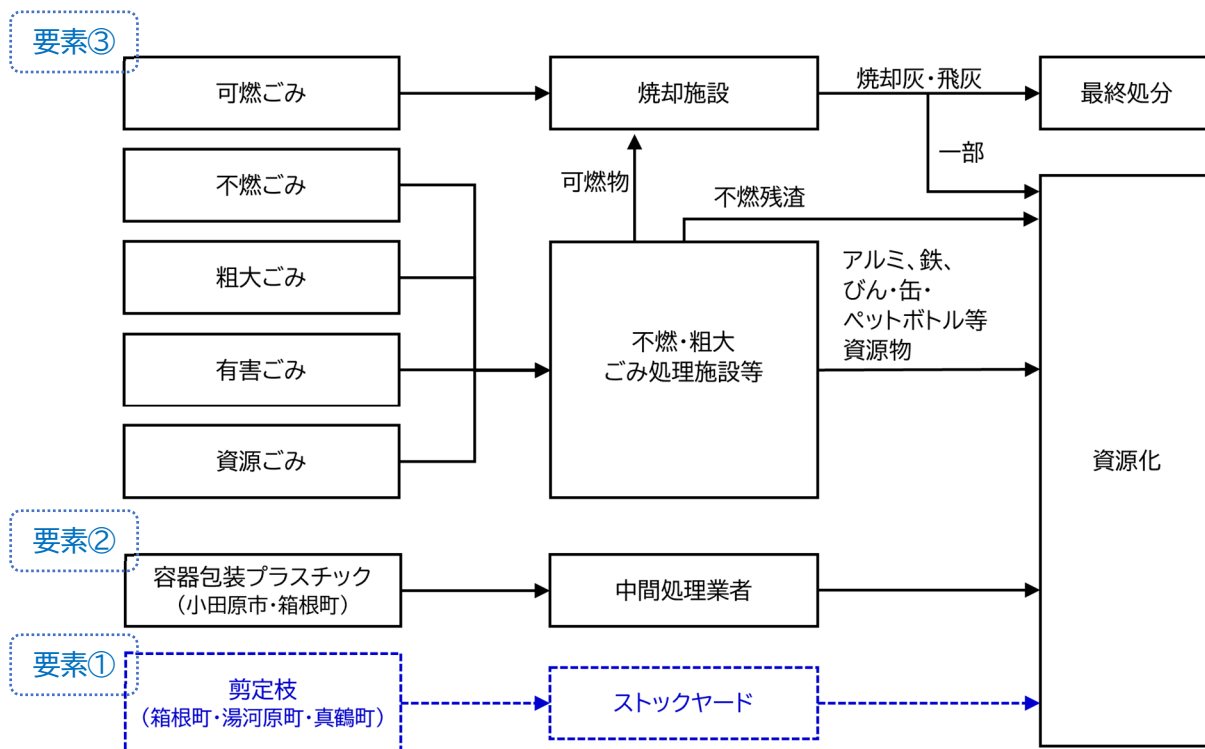 要素③
可燃ごみ
焼却施設
焼却灰・飛灰
最終処分
一部
不燃ごみ
可燃物
不燃残渣
粗大ごみ
アルミ、鉄、
びん・缶・
ペットボトル等
資源物
不燃・粗大
ごみ処理施設等
有害ごみ
資源ごみ
資源化
要素②
容器包装プラスチック
（小田原市・箱根町）
中間処理業者
要素①
剪定枝
（箱根町・湯河原町・真鶴町）
ストックヤード